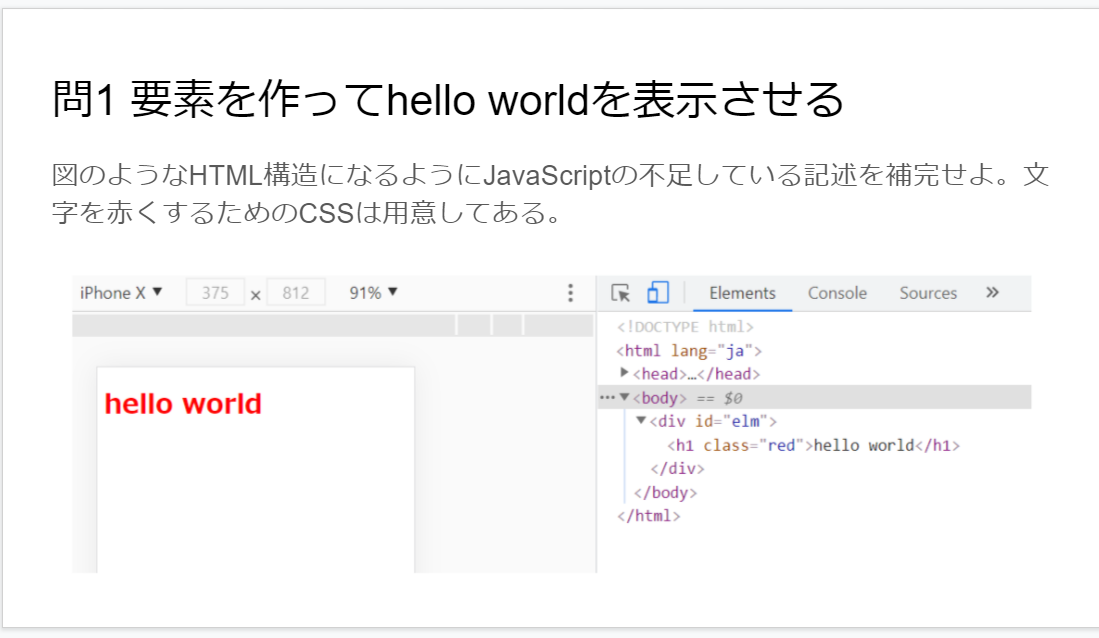 問1 要素を作ってhello worldを表示させる
図のようなHTML構造になるようにJavaScriptの不足している記述を補完せよ。文
字を赤くするためのCSSは用意してある。
iPhone X ▼ 375 x 812 91% ▼ ⋮ Elements Console Sources »
hello world
<!DOCTYPE html>
<html lang="ja">
▶<head>…</head>
…▼<body> == $0
▼<div id="elm">
<h1 class="red">hello world</h1>
</div>
</body>
</html>